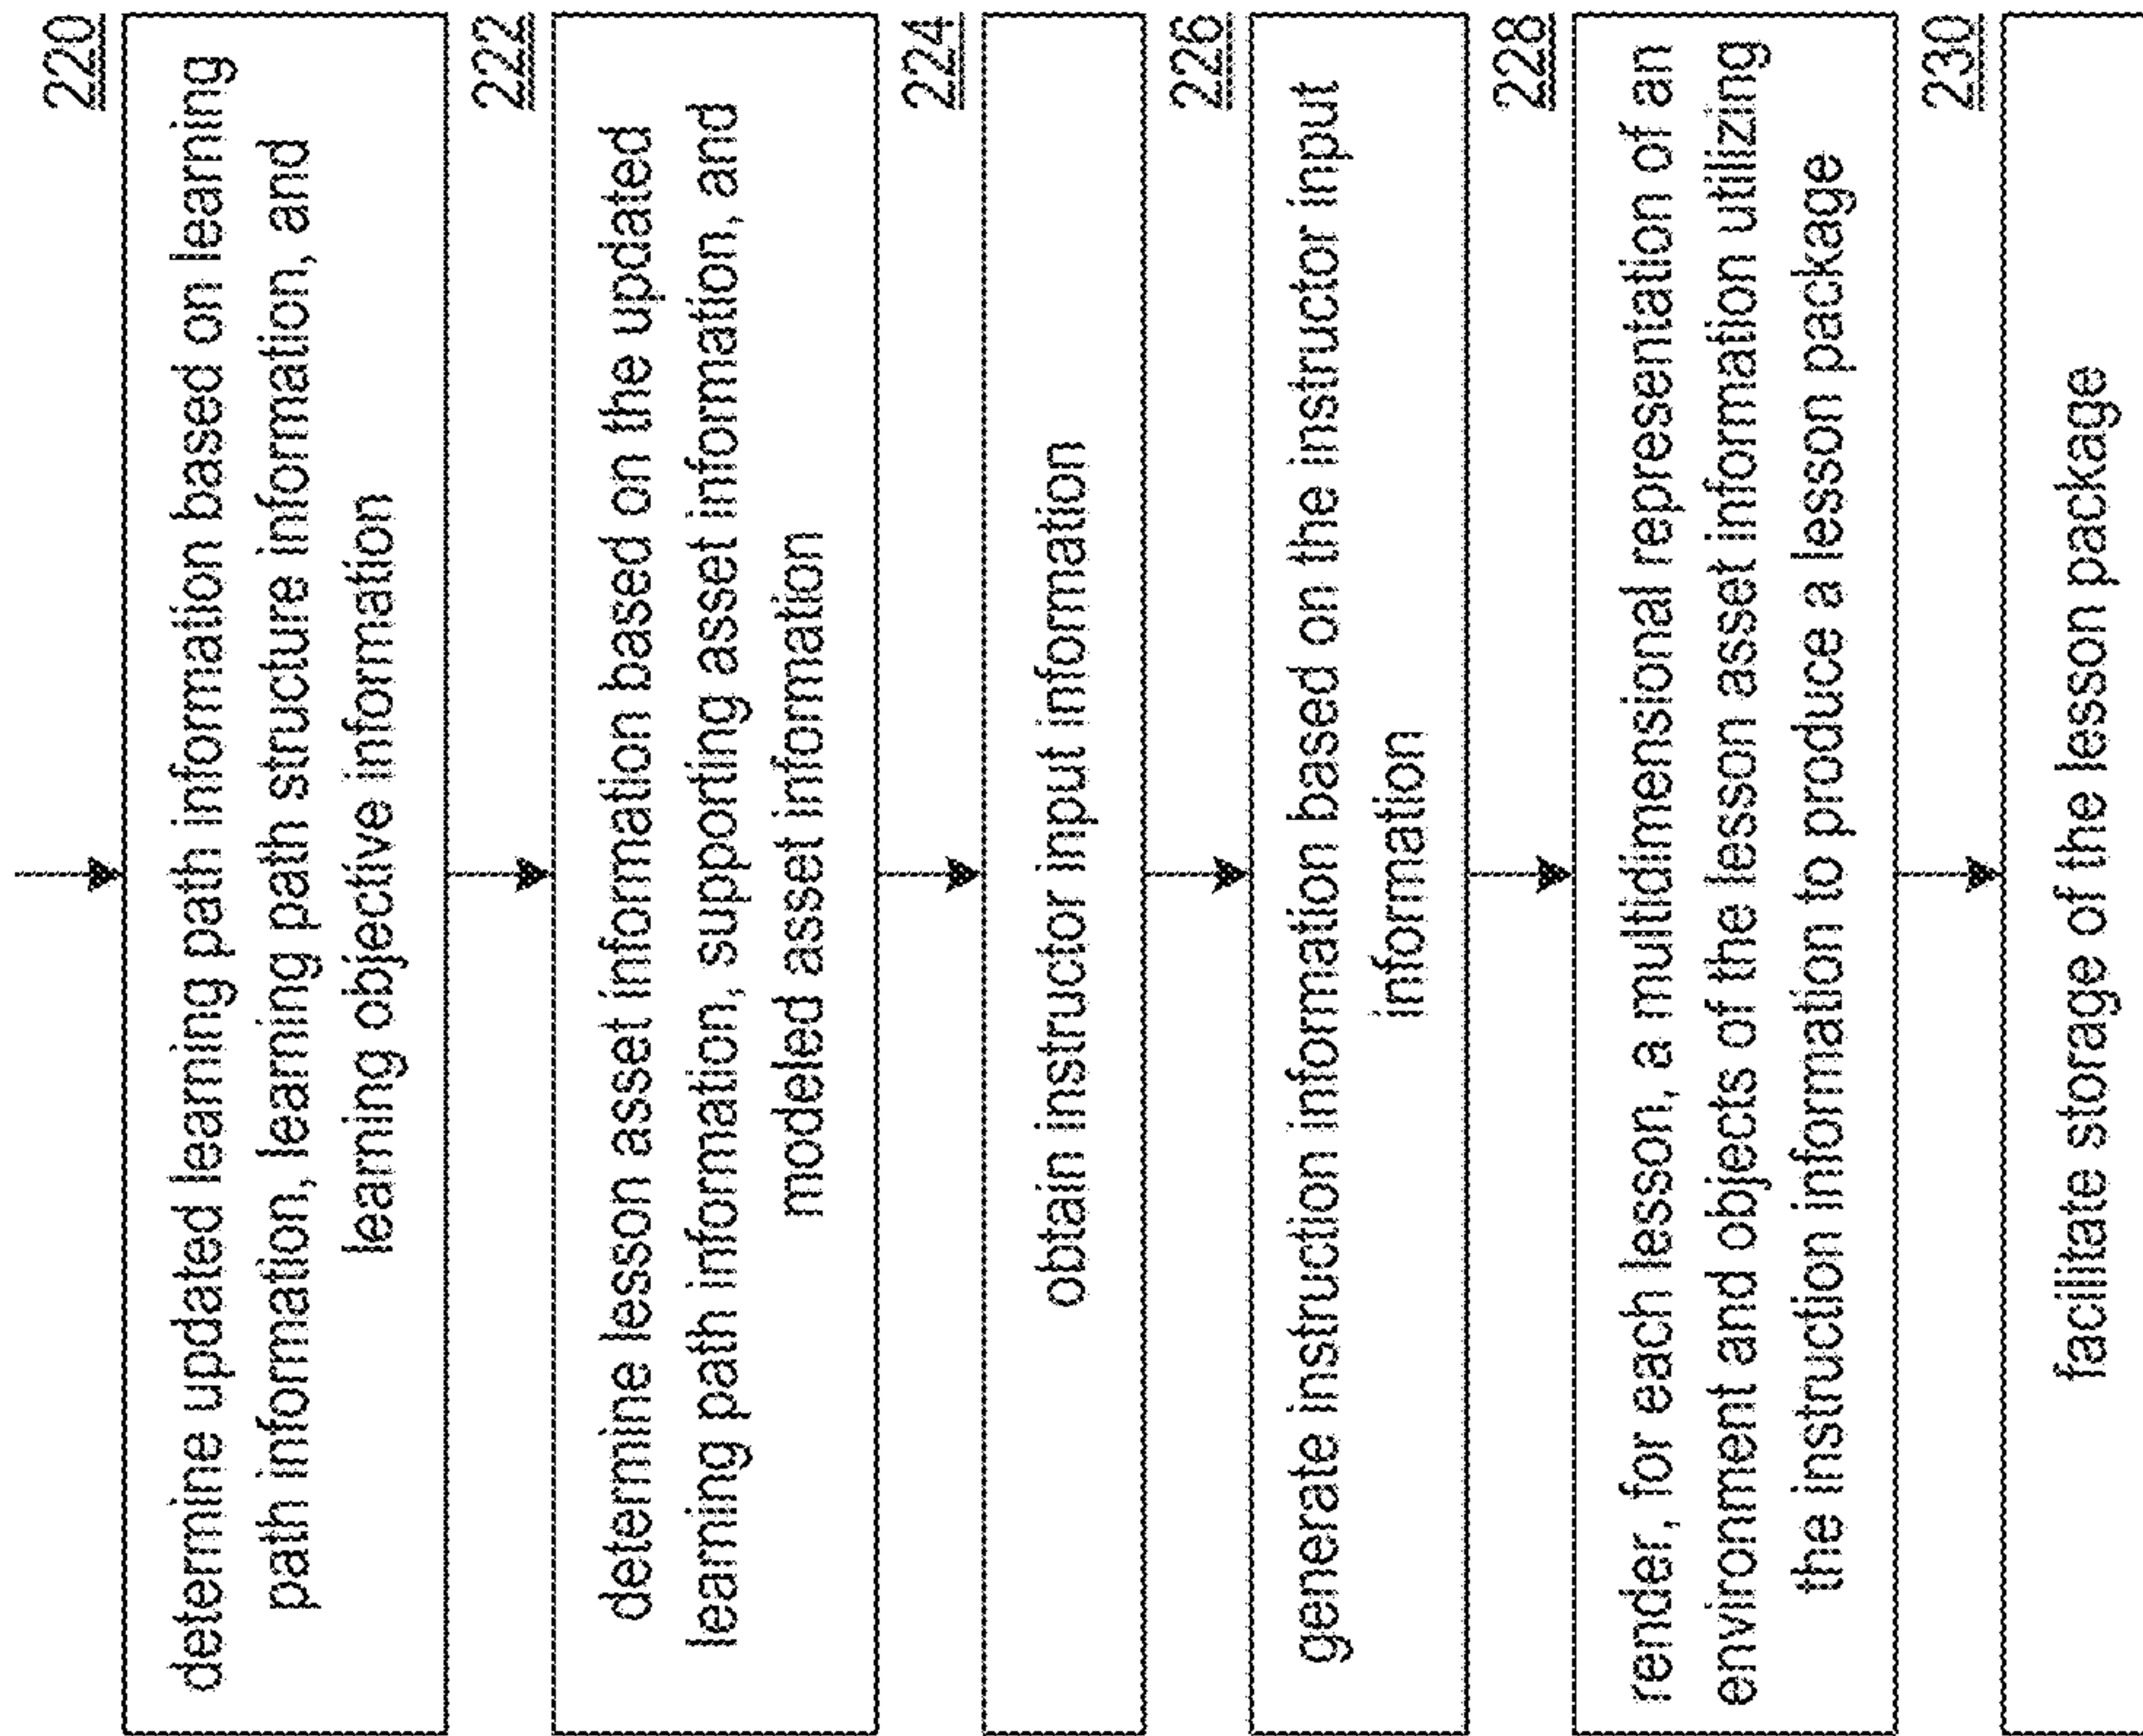 220
determine updated learning path information based on learning
path information, learning path structure information, and
learning objective information
222
determine lesson asset information based on the updated
learning path information, supporting asset information, and
modeled asset information
224
obtain instructor input information
226
generate instruction information based on the instructor input
information
228
render, for each lesson, a multidimensional representation of an
environment and objects of the lesson asset information utilizing
the instruction information to produce a lesson package
230
facilitate storage of the lesson package